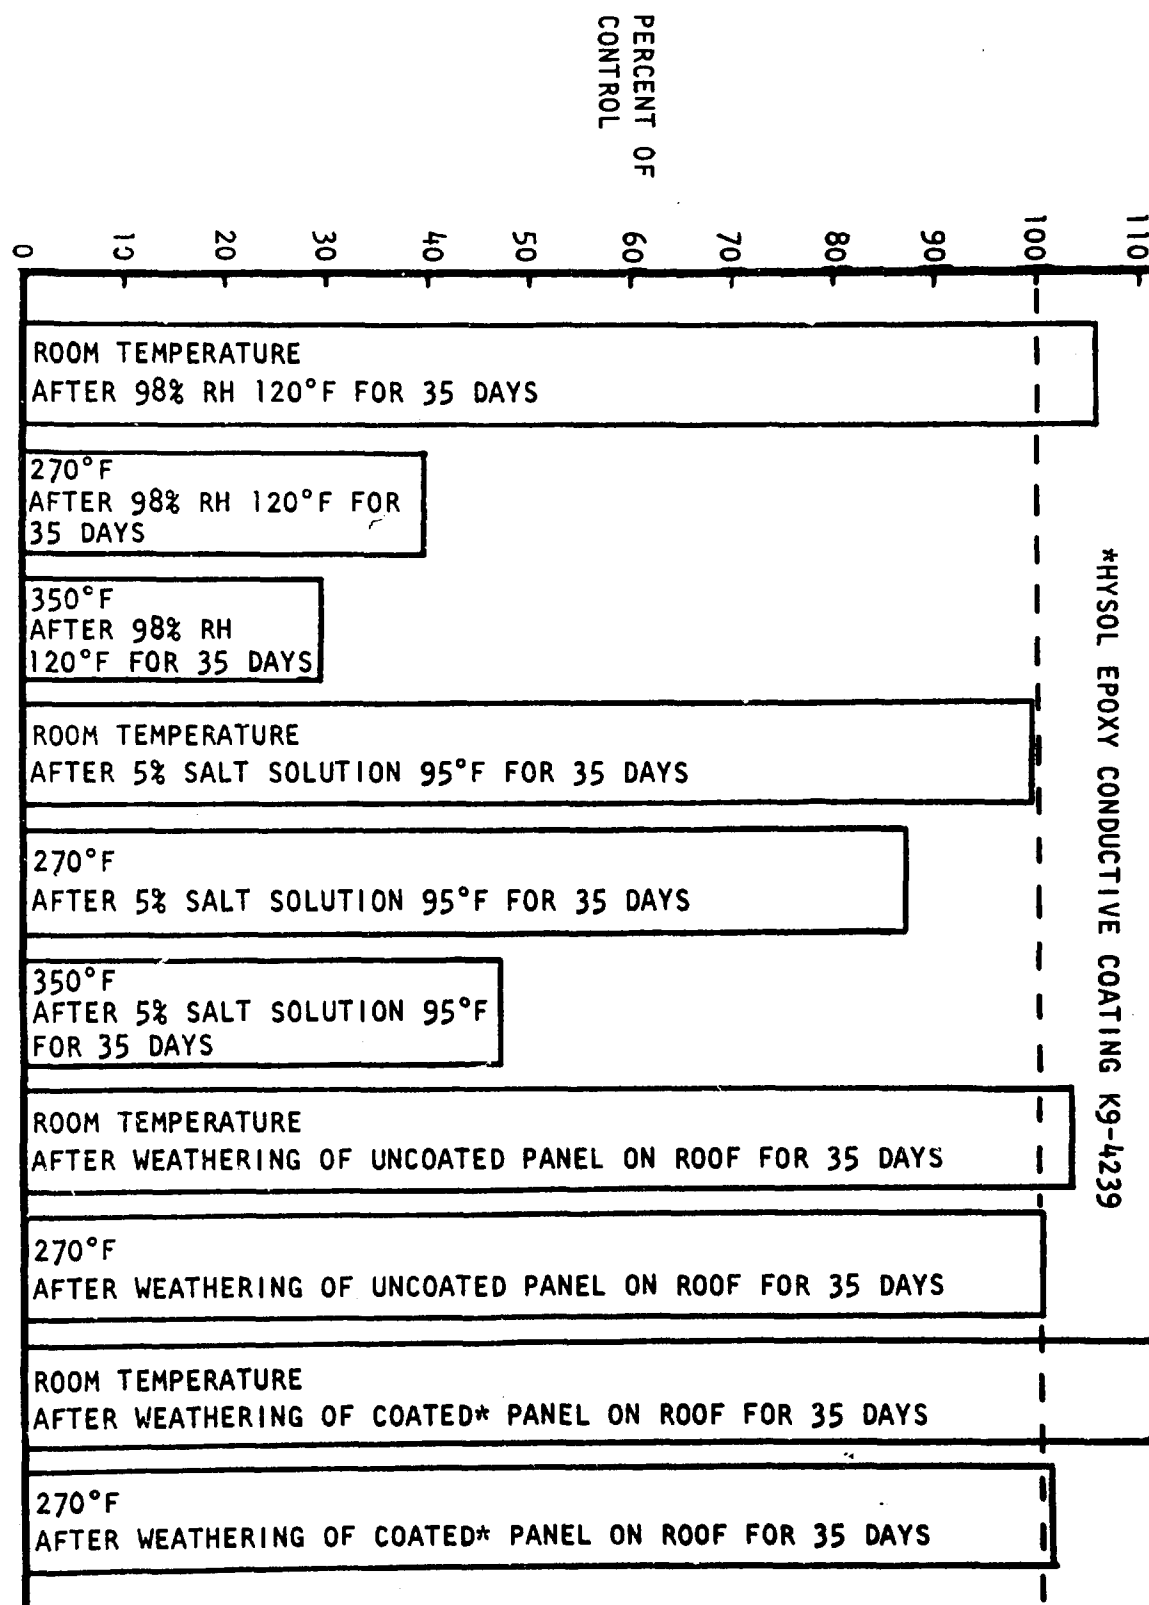 PERCENT OF
CONTROL
0
10
20
30
40
50
60
70
80
90
100
110
ROOM TEMPERATURE
AFTER 98% RH 120°F FOR 35 DAYS
270°F
AFTER 98% RH 120°F FOR
35 DAYS
350°F
AFTER 98% RH
120°F FOR 35 DAYS
ROOM TEMPERATURE
AFTER 5% SALT SOLUTION 95°F FOR 35 DAYS
270°F
AFTER 5% SALT SOLUTION 95°F FOR 35 DAYS
350°F
AFTER 5% SALT SOLUTION 95°F
FOR 35 DAYS
ROOM TEMPERATURE
AFTER WEATHERING OF UNCOATED PANEL ON ROOF FOR 35 DAYS
270°F
AFTER WEATHERING OF UNCOATED PANEL ON ROOF FOR 35 DAYS
ROOM TEMPERATURE
AFTER WEATHERING OF COATED* PANEL ON ROOF FOR 35 DAYS
270°F
AFTER WEATHERING OF COATED* PANEL ON ROOF FOR 35 DAYS
*HYSOL EPOXY CONDUCTIVE COATING K9-4239